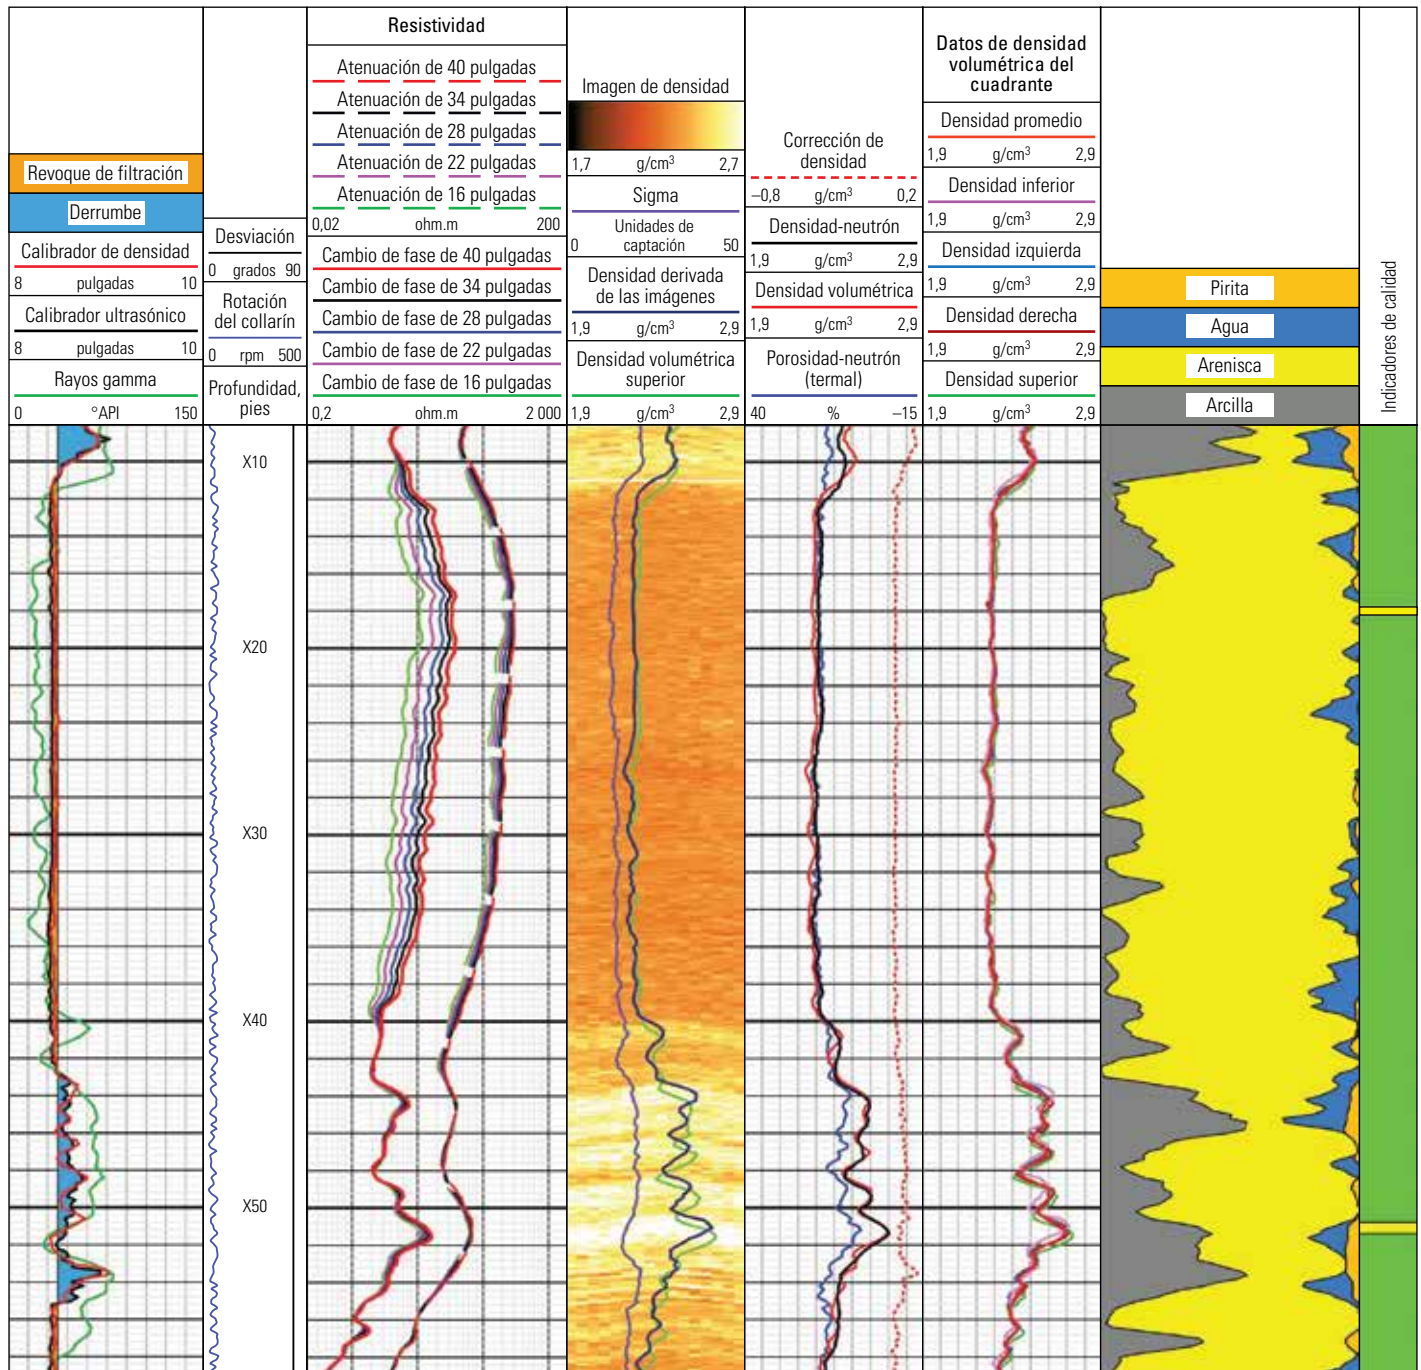 Revoque de filtración
Derrumbe
Calibrador de densidad
8 pulgadas 10
Calibrador ultrasónico
8 pulgadas 10
Rayos gamma
0 °API 150
Desviación
0 grados 90
Rotación
del collarín
0 rpm 500
Profundidad,
pies
Resistividad
Atenuación de 40 pulgadas
Atenuación de 34 pulgadas
Atenuación de 28 pulgadas
Atenuación de 22 pulgadas
Atenuación de 16 pulgadas
0,02 ohm.m 200
Cambio de fase de 40 pulgadas
Cambio de fase de 34 pulgadas
Cambio de fase de 28 pulgadas
Cambio de fase de 22 pulgadas
Cambio de fase de 16 pulgadas
0,2 ohm.m 2 000
Imagen de densidad
1,7 g/cm³ 2,7
Sigma
Unidades de
0 captación 50
Densidad derivada
de las imágenes
1,9 g/cm³ 2,9
Densidad volumétrica
superior
1,9 g/cm³ 2,9
Corrección de
densidad
–0,8 g/cm³ 0,2
Densidad-neutrón
1,9 g/cm³ 2,9
Densidad volumétrica
1,9 g/cm³ 2,9
Porosidad-neutrón
(termal)
40 % –15
Datos de densidad
volumétrica del
cuadrante
Densidad promedio
1,9 g/cm³ 2,9
Densidad inferior
1,9 g/cm³ 2,9
Densidad izquierda
1,9 g/cm³ 2,9
Densidad derecha
1,9 g/cm³ 2,9
Densidad superior
1,9 g/cm³ 2,9
Pirita
Agua
Arenisca
Arcilla
Indicadores de calidad
X10
X20
X30
X40
X50